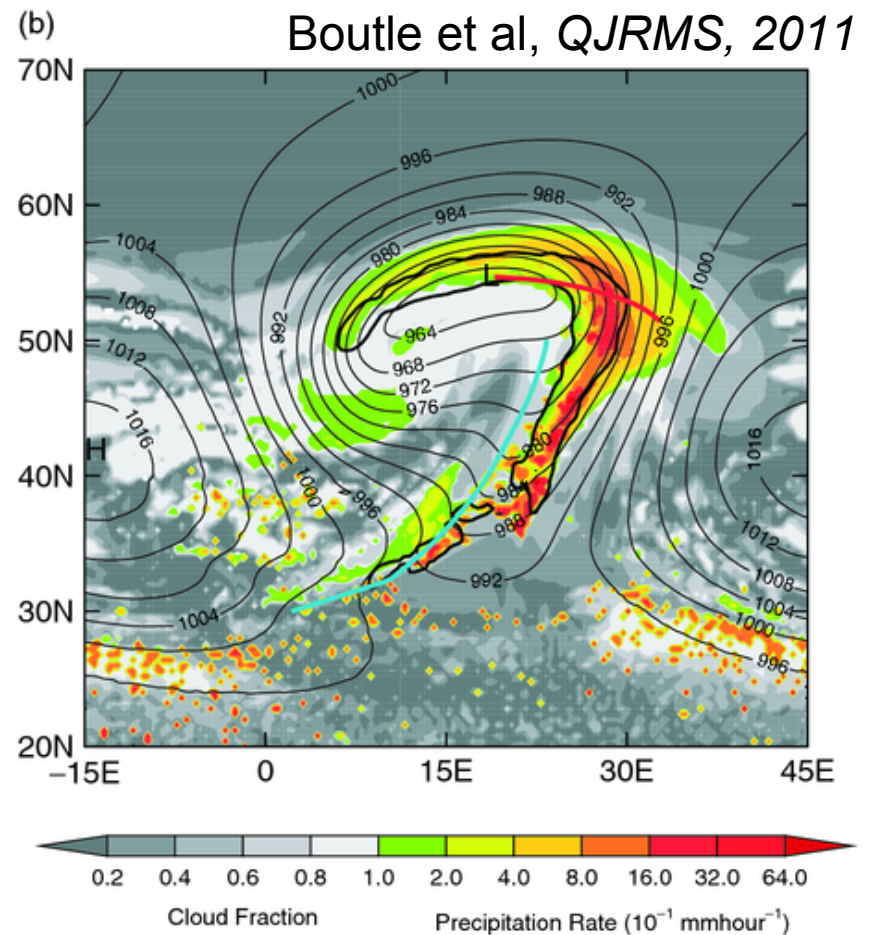 (b)
Boutle et al, QJRMS, 2011
70N
1000
996
60N
988
992
984
1004
980
1000
L
1008
50N
992
964
996
1012
968
972
976
1016
980
1016
H
40N
1000
984
996
988
1012
992
1008
30N
1004
1004
1000
996
20N
−15E 0 15E 30E 45E
0.2 0.4 0.6 0.8 1.0 2.0 4.0 8.0 16.0 32.0 64.0
Cloud Fraction Precipitation Rate (10⁻¹ mmhour⁻¹)